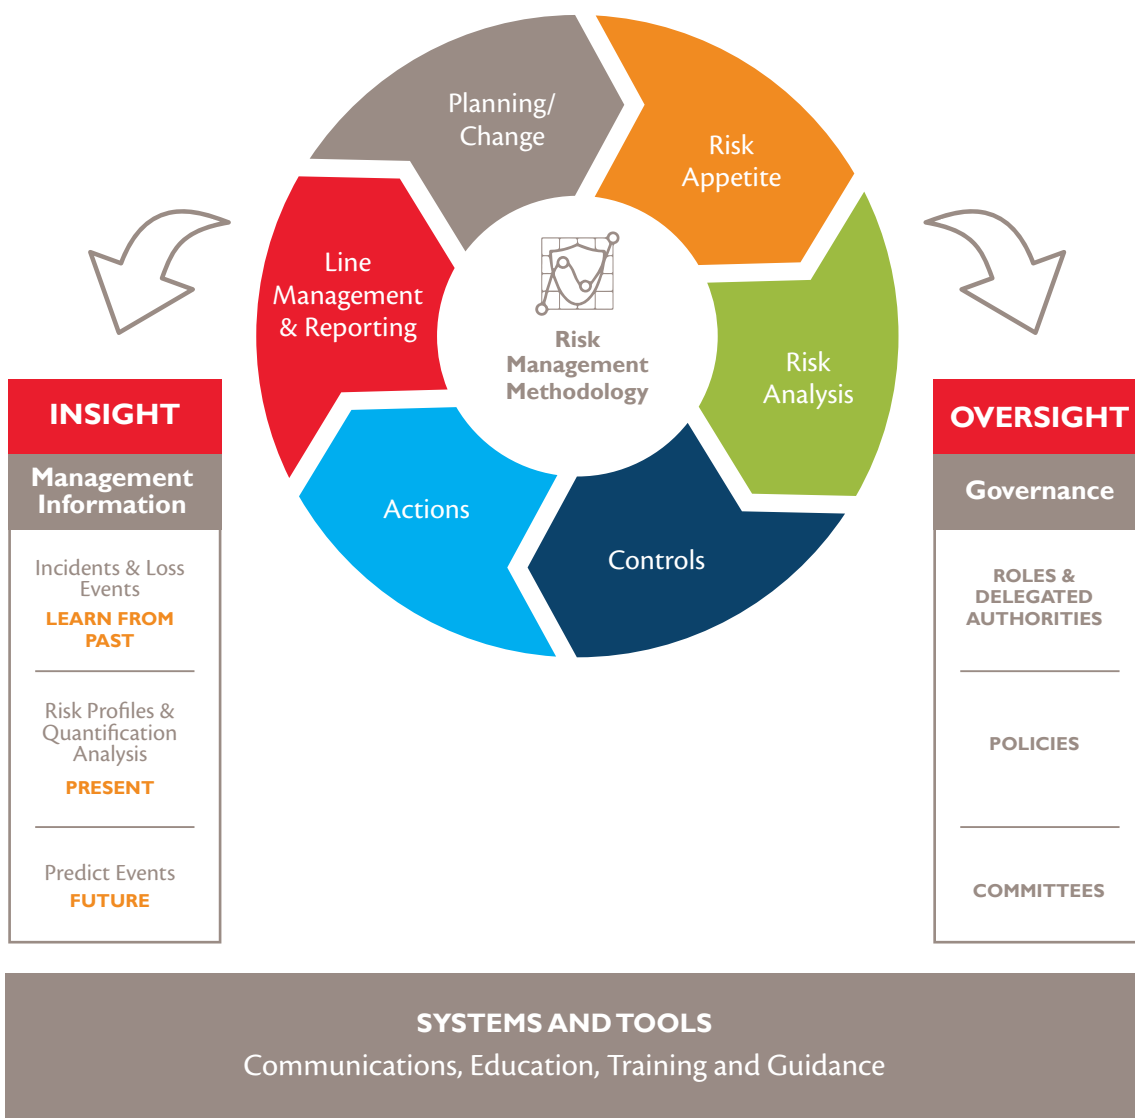 Planning/
Change
Risk
Appetite
Risk
Analysis
Controls
Actions
Line
Management
& Reporting
Risk
Management
Methodology
INSIGHT
Management
Information
Incidents & Loss
Events
LEARN FROM
PAST
Risk Profiles &
Quantification
Analysis
PRESENT
Predict Events
FUTURE
OVERSIGHT
Governance
ROLES &
DELEGATED
AUTHORITIES
POLICIES
COMMITTEES
SYSTEMS AND TOOLS
Communications, Education, Training and Guidance